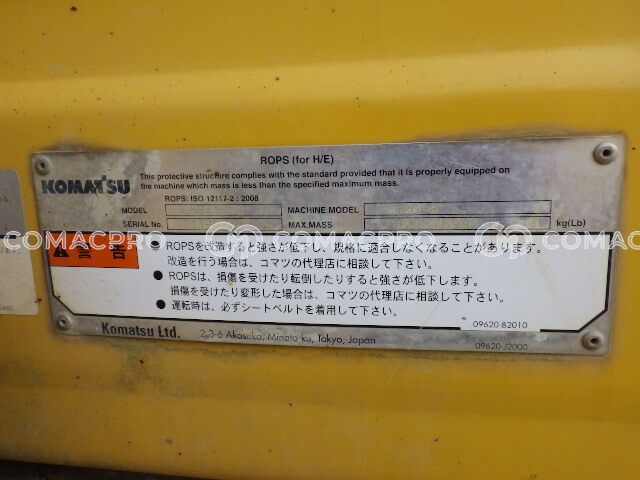 ROPS (for H/E)
KOMATSU
This protective structure complies with the standard provided that it is properly equipped on
the machine which mass is less than the specified maximum mass.
ROPS: ISO 12117-2 : 2008
MODEL
MACHINE MODEL
SERIAL No.
MAX.MASS
kg(Lb)
COMACPRO COMACPRO COMACPRO
警 告
● ROPSを改造すると強さが低下し、規格に適合しなくなることがあります。
改造を行う場合は、コマツの代理店に相談して下さい。
● ROPSは、損傷を受けたり転倒したりすると強さが低下します。
損傷を受けたり変形した場合は、コマツの代理店に相談して下さい。
● 運転時は、必ずシートベルトを着用して下さい。
09620-82010
Komatsu Ltd.
2-3-6 Akasaka, Minato-ku, Tokyo, Japan
09620-J2000